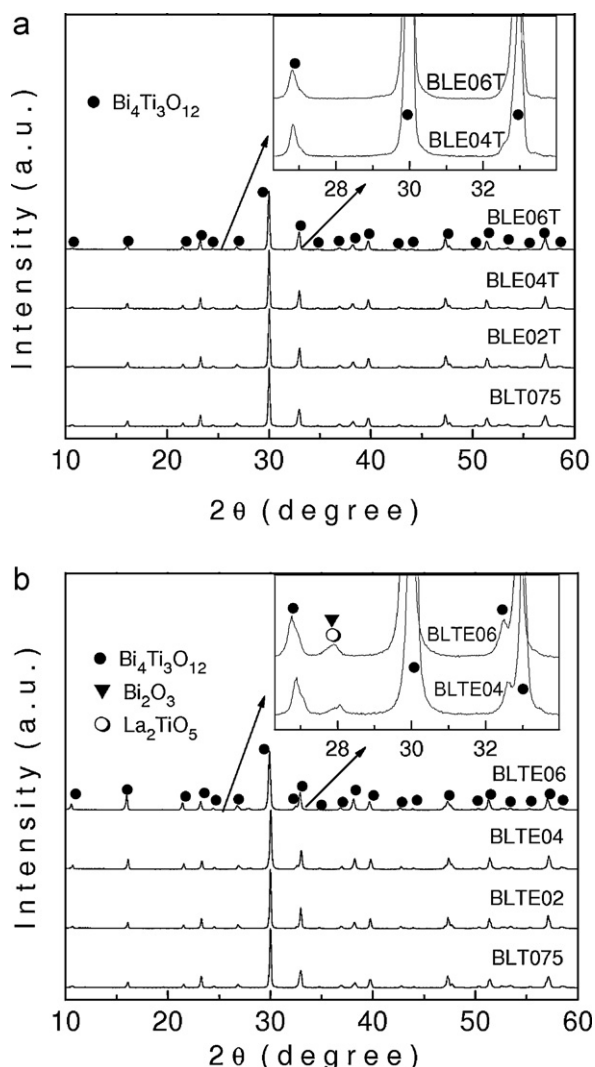 a
Intensity (a.u.)
● Bi₄Ti₃O₁₂
BLE06T
BLE04T
28 30 32
BLE06T
BLE04T
BLE02T
BLT075
10 20 30 40 50 60
2θ (degree)
b
Intensity (a.u.)
● Bi₄Ti₃O₁₂
▼ Bi₂O₃
La₂TiO₅
BLTE06
BLTE04
28 30 32
BLTE06
BLTE04
BLTE02
BLT075
10 20 30 40 50 60
2θ (degree)